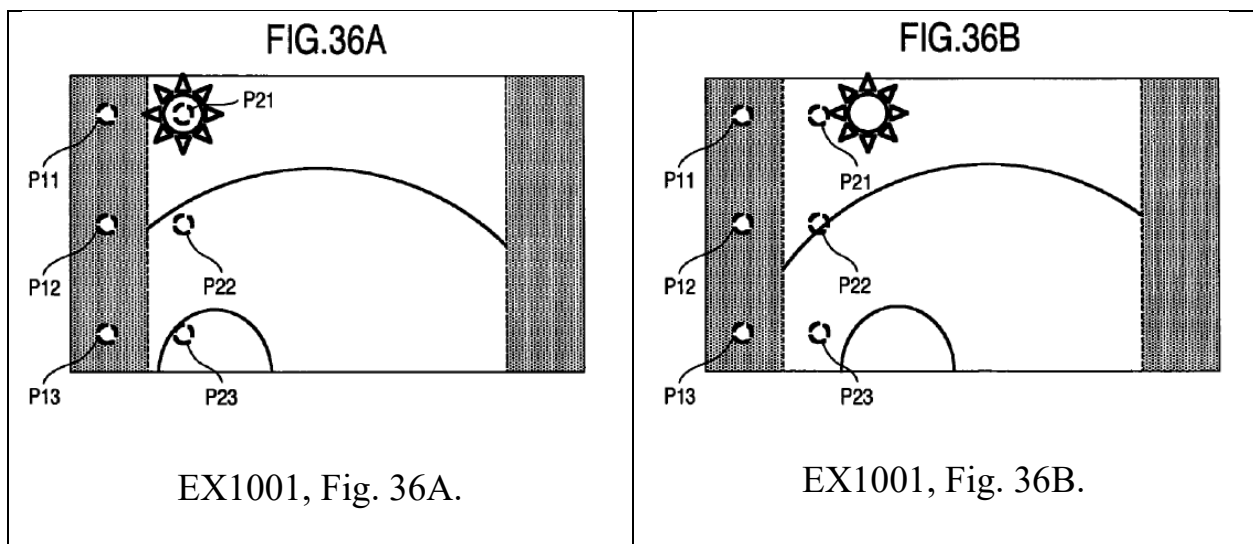 FIG.36A
P21
P11
P12
P22
P13
P23
EX1001, Fig. 36A.
FIG.36B
P11
P21
P12
P22
P13
P23
EX1001, Fig. 36B.